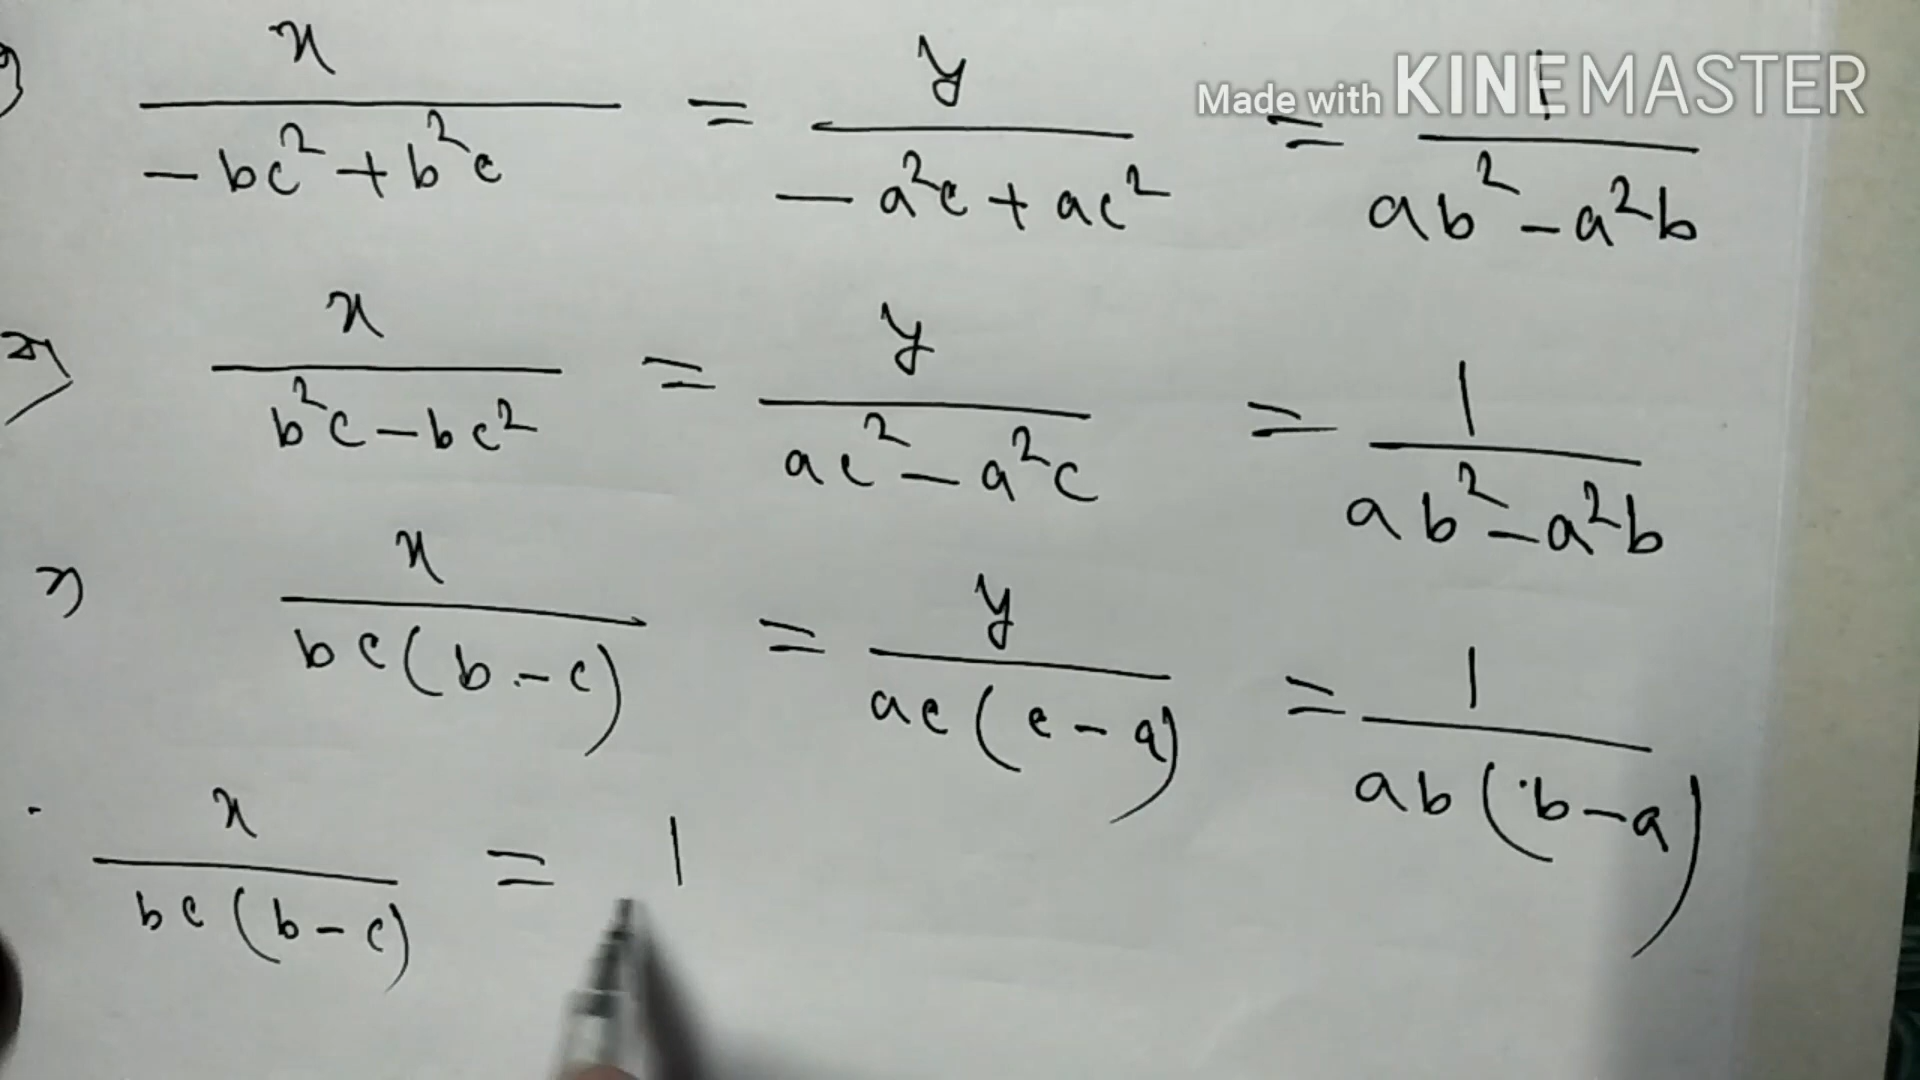 x / (-bc² + b²c) = y / (-a²c + ac²) = 1 / (ab² - a²b)
Made with KINEMASTER
⇒ x / (b²c - bc²) = y / (ac² - a²c) = 1 / (ab² - a²b)
⇒ x / (bc(b - c)) = y / (ac(c - a)) = 1 / (ab(b - a))
x / (bc(b - c)) = 1